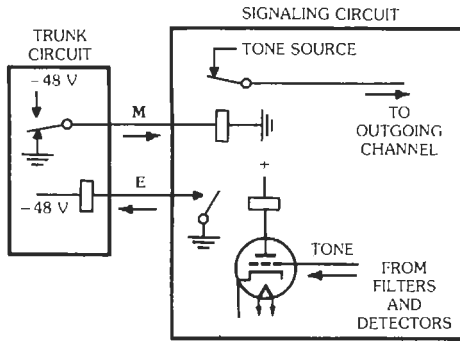 SIGNALING CIRCUIT
TRUNK
CIRCUIT
– 48 V
TONE SOURCE
M
TO
OUTGOING
CHANNEL
E
–48 V
+
TONE
FROM
FILTERS
AND
DETECTORS